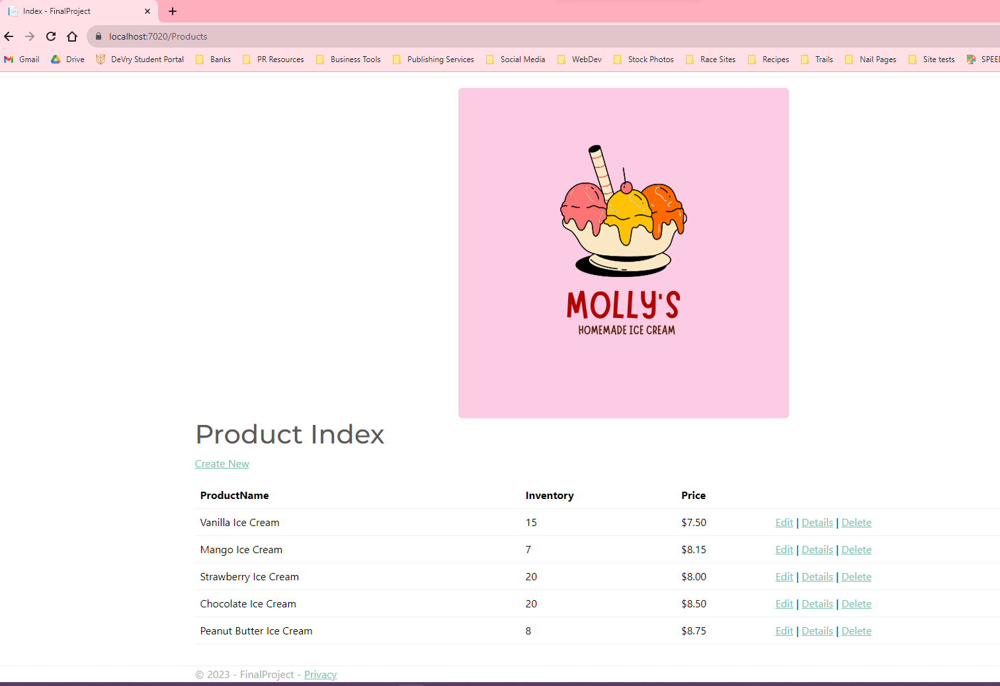 Index - FinalProject
localhost:7020/Products
Gmail Drive DeVry Student Portal Banks PR Resources Business Tools Publishing Services Social Media WebDev Stock Photos Race Sites Recipes Trails Nail Pages Site tests SPEED
MOLLY'S
HOMEMADE ICE CREAM
Product Index
Create New
ProductName Inventory Price
Vanilla Ice Cream 15 $7.50 Edit | Details | Delete
Mango Ice Cream 7 $8.15 Edit | Details | Delete
Strawberry Ice Cream 20 $8.00 Edit | Details | Delete
Chocolate Ice Cream 20 $8.50 Edit | Details | Delete
Peanut Butter Ice Cream 8 $8.75 Edit | Details | Delete
© 2023 - FinalProject - Privacy